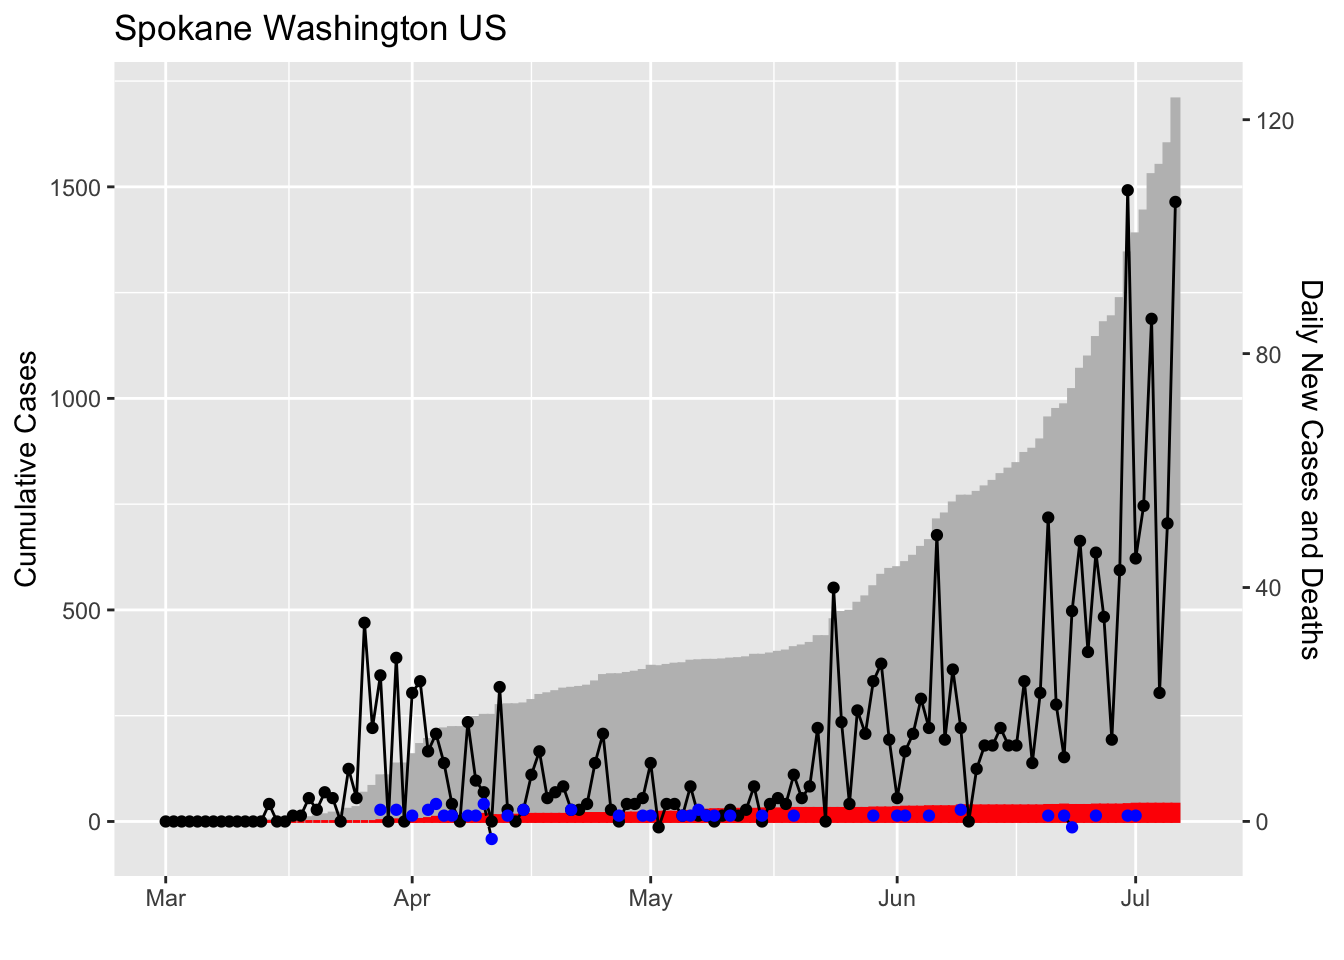 Spokane Washington US
Cumulative Cases
1500
1000
500
0
120
80
40
0
Daily New Cases and Deaths
Mar
Apr
May
Jun
Jul